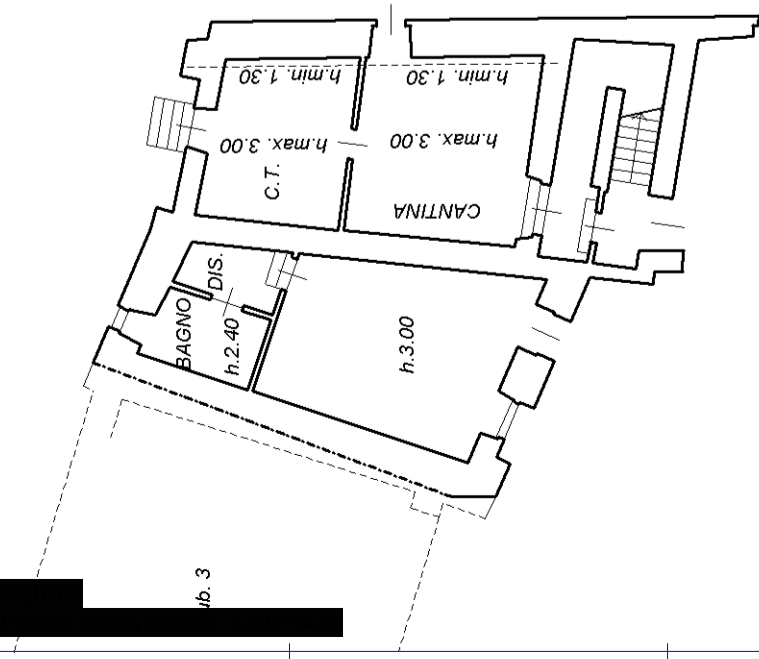 h.min. 1.30
h.min. 1.30
h.max. 3.00
h.max. 3.00
C.T.
CANTINA
DIS.
BAGNO
h.2.40
h.3.00
ub. 3